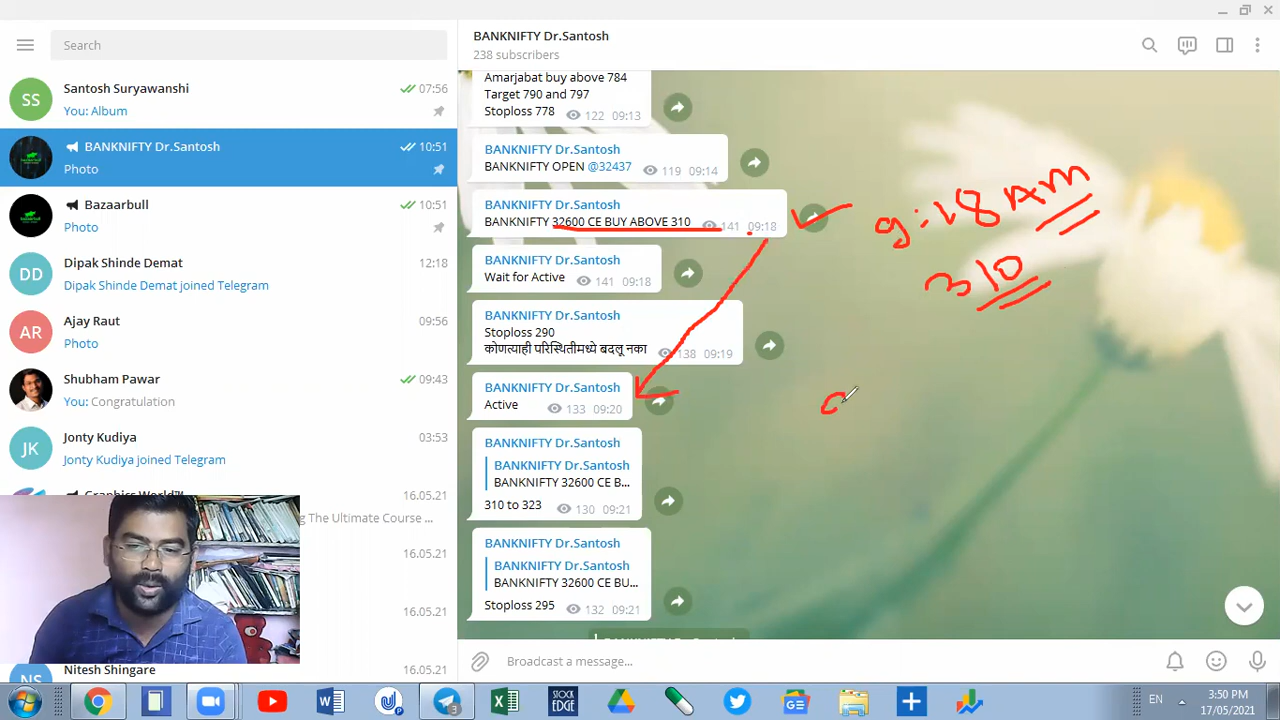 Search
Santosh Suryawanshi
07:56
SS
You: Album
BANKNIFTY Dr.Santosh
10:51
Photo
Bazaarbull
10:51
Photo
Dipak Shinde Demat
12:18
DD
Dipak Shinde Demat joined Telegram
Ajay Raut
09:56
AR
Photo
Shubham Pawar
09:43
You: Congratulation
Jonty Kudiya
03:53
JK
Jonty Kudiya joined Telegram
16.05.21
ng The Ultimate Course ...
16.05.21
16.05.21
Nitesh Shingare
16.05.21
NS
BANKNIFTY Dr.Santosh
238 subscribers
Amarjabat buy above 784
Target 790 and 797
Stoploss 778
122 09:13
BANKNIFTY Dr.Santosh
BANKNIFTY OPEN @32437
119 09:14
BANKNIFTY Dr.Santosh
BANKNIFTY 32600 CE BUY ABOVE 310
141 09:18
BANKNIFTY Dr.Santosh
Wait for Active
141 09:18
BANKNIFTY Dr.Santosh
Stoploss 290
कोणत्याही परिस्थितीमध्ये बदलू नका
138 09:19
BANKNIFTY Dr.Santosh
Active
133 09:20
BANKNIFTY Dr.Santosh
BANKNIFTY Dr.Santosh
BANKNIFTY 32600 CE B...
310 to 323
130 09:21
BANKNIFTY Dr.Santosh
BANKNIFTY Dr.Santosh
BANKNIFTY 32600 CE BU...
Stoploss 295
132 09:21
9:18 AM
310
Broadcast a message...
STOCK EDGE
3
EN
3:50 PM
17/05/2021